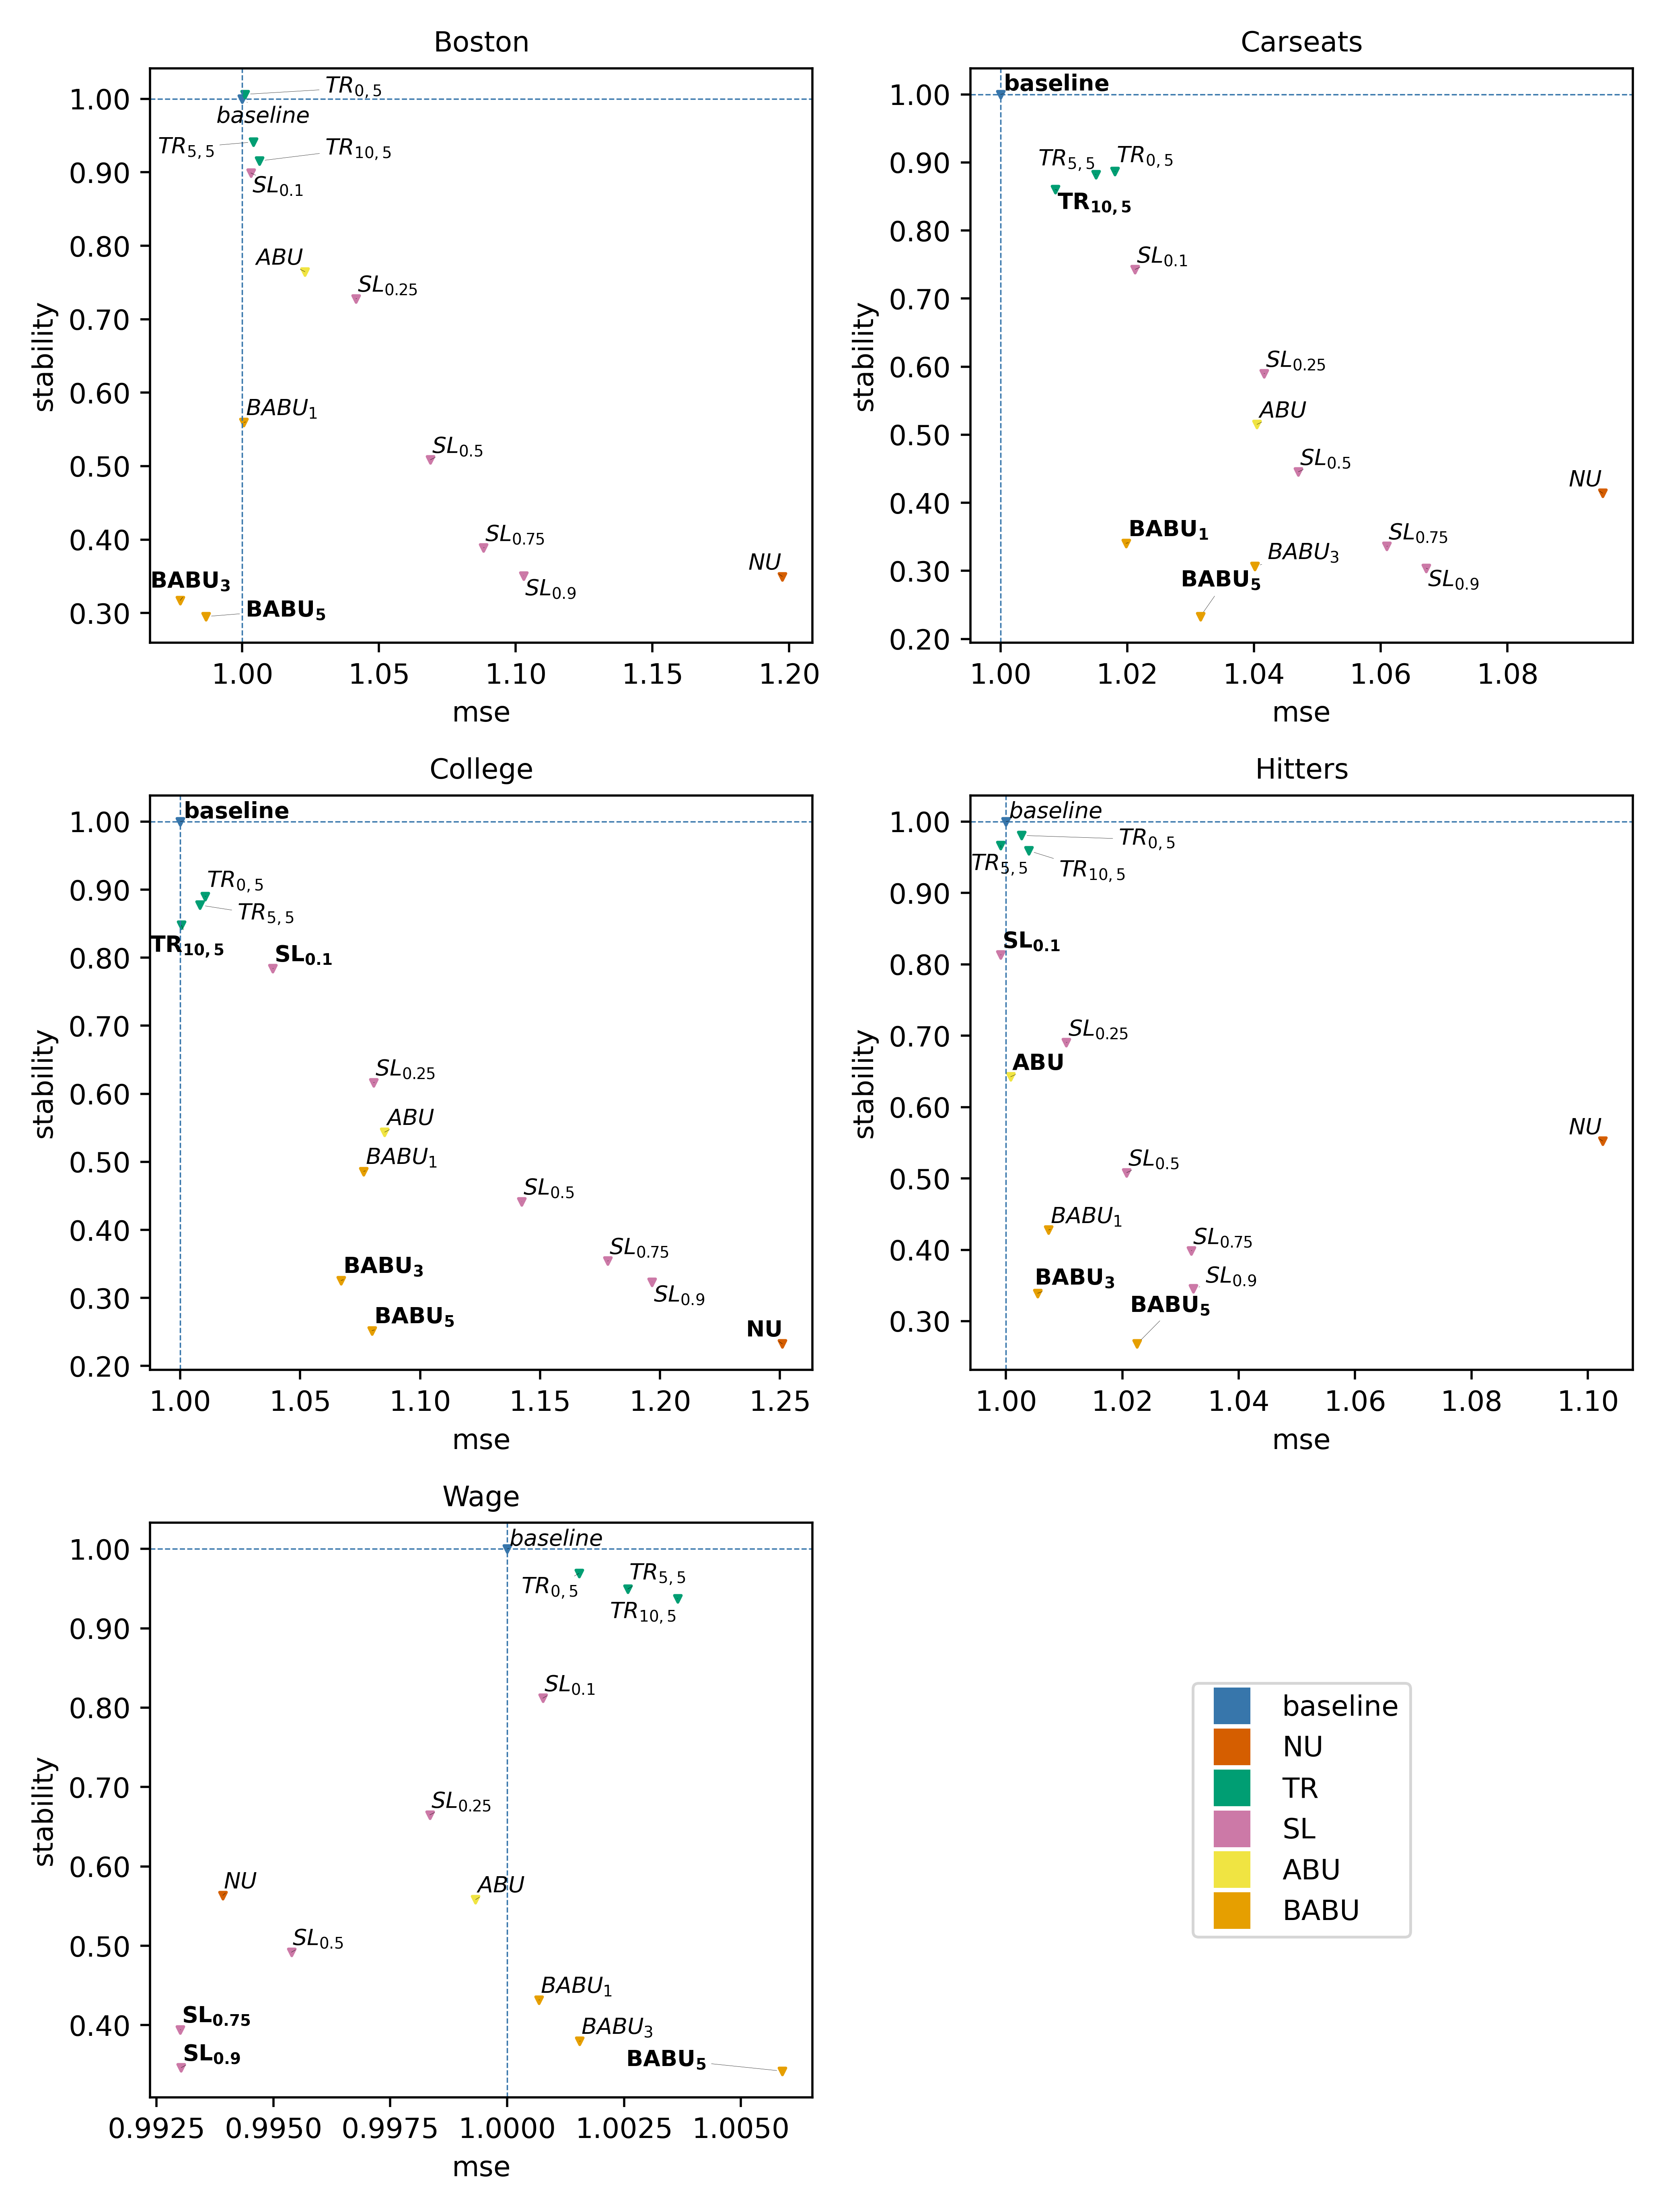 Boston
1.00
0.90
0.80
0.70
0.60
0.50
0.40
0.30
stability
TR0,5
baseline
TR5,5
TR10,5
SL0.1
ABU
SL0.25
BABU1
SL0.5
SL0.75
NU
SL0.9
BABU3
BABU5
1.00 1.05 1.10 1.15 1.20
mse
Carseats
1.00
0.90
0.80
0.70
0.60
0.50
0.40
0.30
0.20
stability
baseline
TR5,5
TR0,5
TR10,5
SL0.1
SL0.25
ABU
SL0.5
NU
BABU1
SL0.75
BABU3
BABU5
SL0.9
1.00 1.02 1.04 1.06 1.08
mse
College
1.00
0.90
0.80
0.70
0.60
0.50
0.40
0.30
0.20
stability
baseline
TR0,5
TR5,5
TR10,5
SL0.1
SL0.25
ABU
BABU1
SL0.5
SL0.75
BABU3
SL0.9
BABU5
NU
1.00 1.05 1.10 1.15 1.20 1.25
mse
Hitters
1.00
0.90
0.80
0.70
0.60
0.50
0.40
0.30
stability
baseline
TR0,5
TR5,5
TR10,5
SL0.1
SL0.25
ABU
NU
SL0.5
BABU1
SL0.75
BABU3
SL0.9
BABU5
1.00 1.02 1.04 1.06 1.08 1.10
mse
Wage
1.00
0.90
0.80
0.70
0.60
0.50
0.40
stability
baseline
TR0,5
TR5,5
TR10,5
SL0.1
SL0.25
NU
ABU
SL0.5
BABU1
SL0.75
BABU3
SL0.9
BABU5
0.9925 0.9950 0.9975 1.0000 1.0025 1.0050
mse
baseline
NU
TR
SL
ABU
BABU